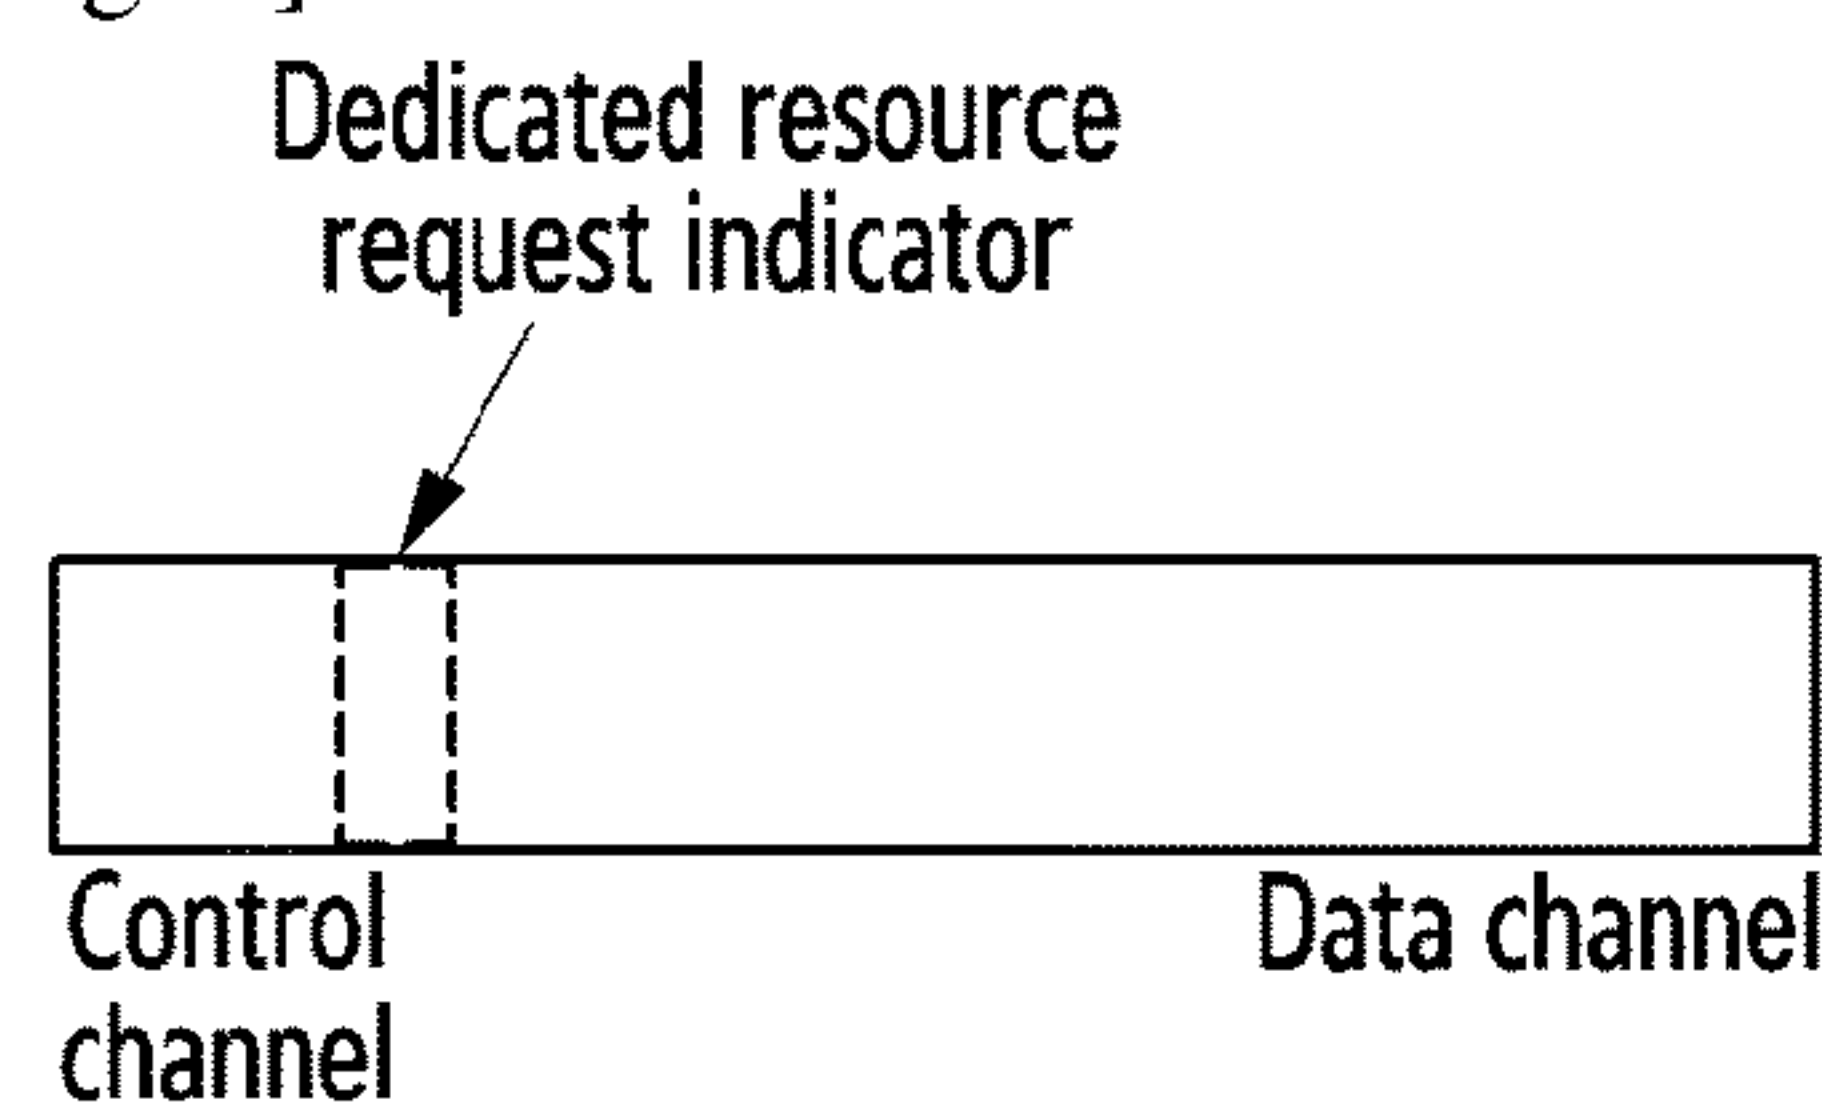 Dedicated resource
request indicator
Control
channel
Data channel